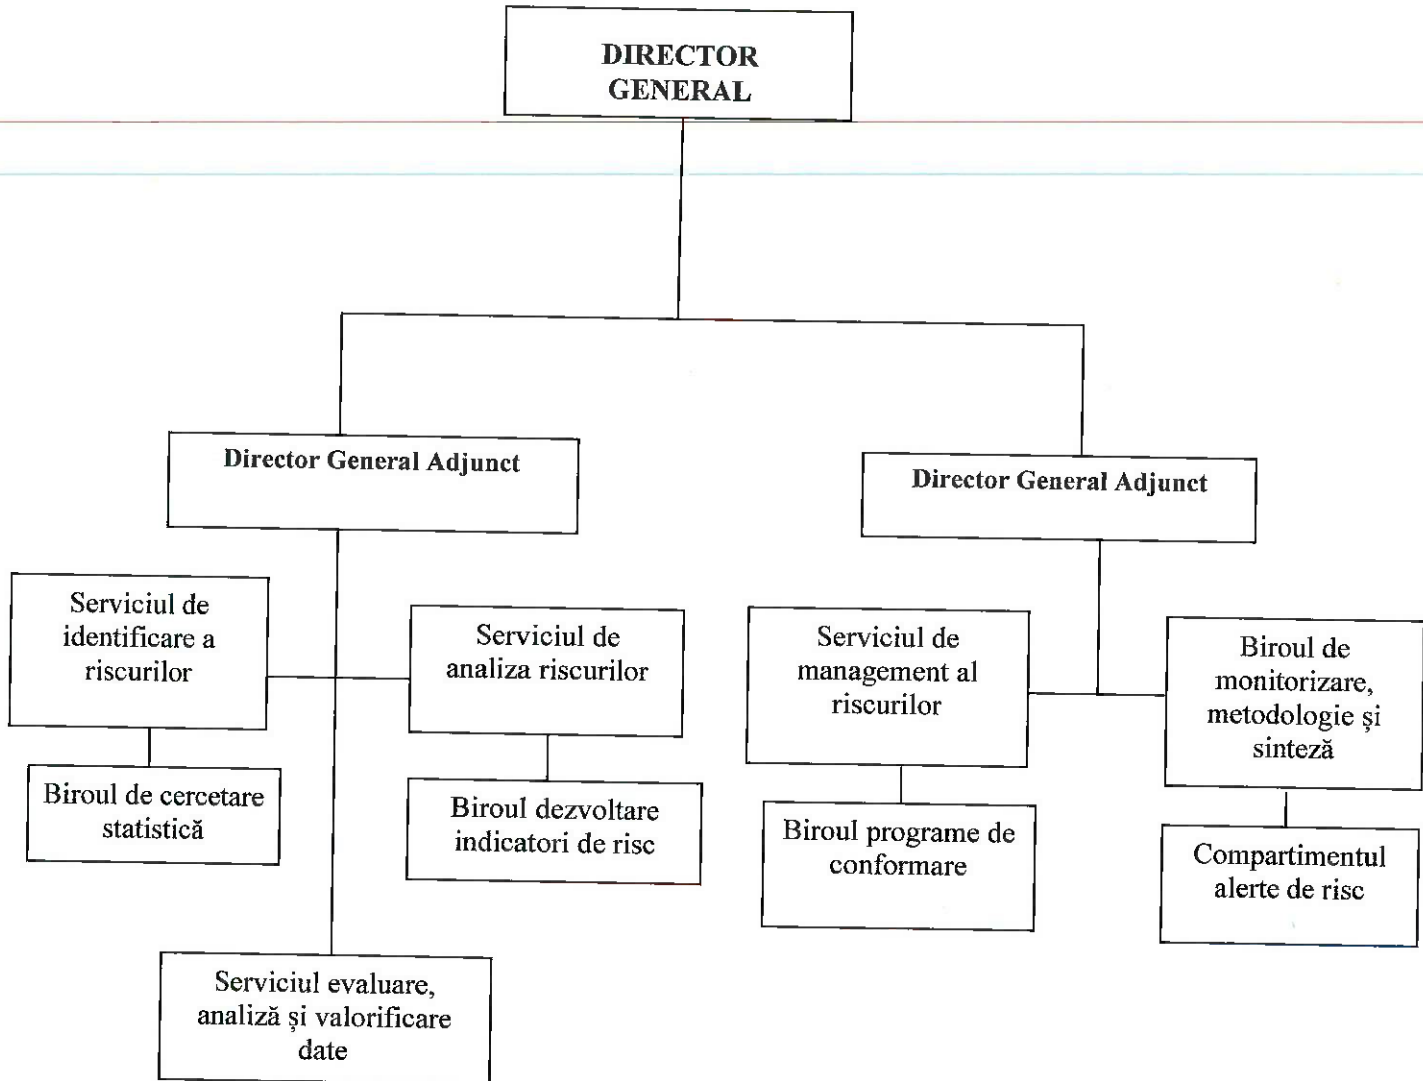 DIRECTOR
GENERAL
Director General Adjunct
Director General Adjunct
Serviciul de
identificare a
riscurilor
Serviciul de
analiza riscurilor
Serviciul de
management al
riscurilor
Biroul de
monitorizare,
metodologie și
sinteză
Biroul de cercetare
statistică
Biroul dezvoltare
indicatori de risc
Biroul programe de
conformare
Compartimentul
alerte de risc
Serviciul evaluare,
analiză și valorificare
date